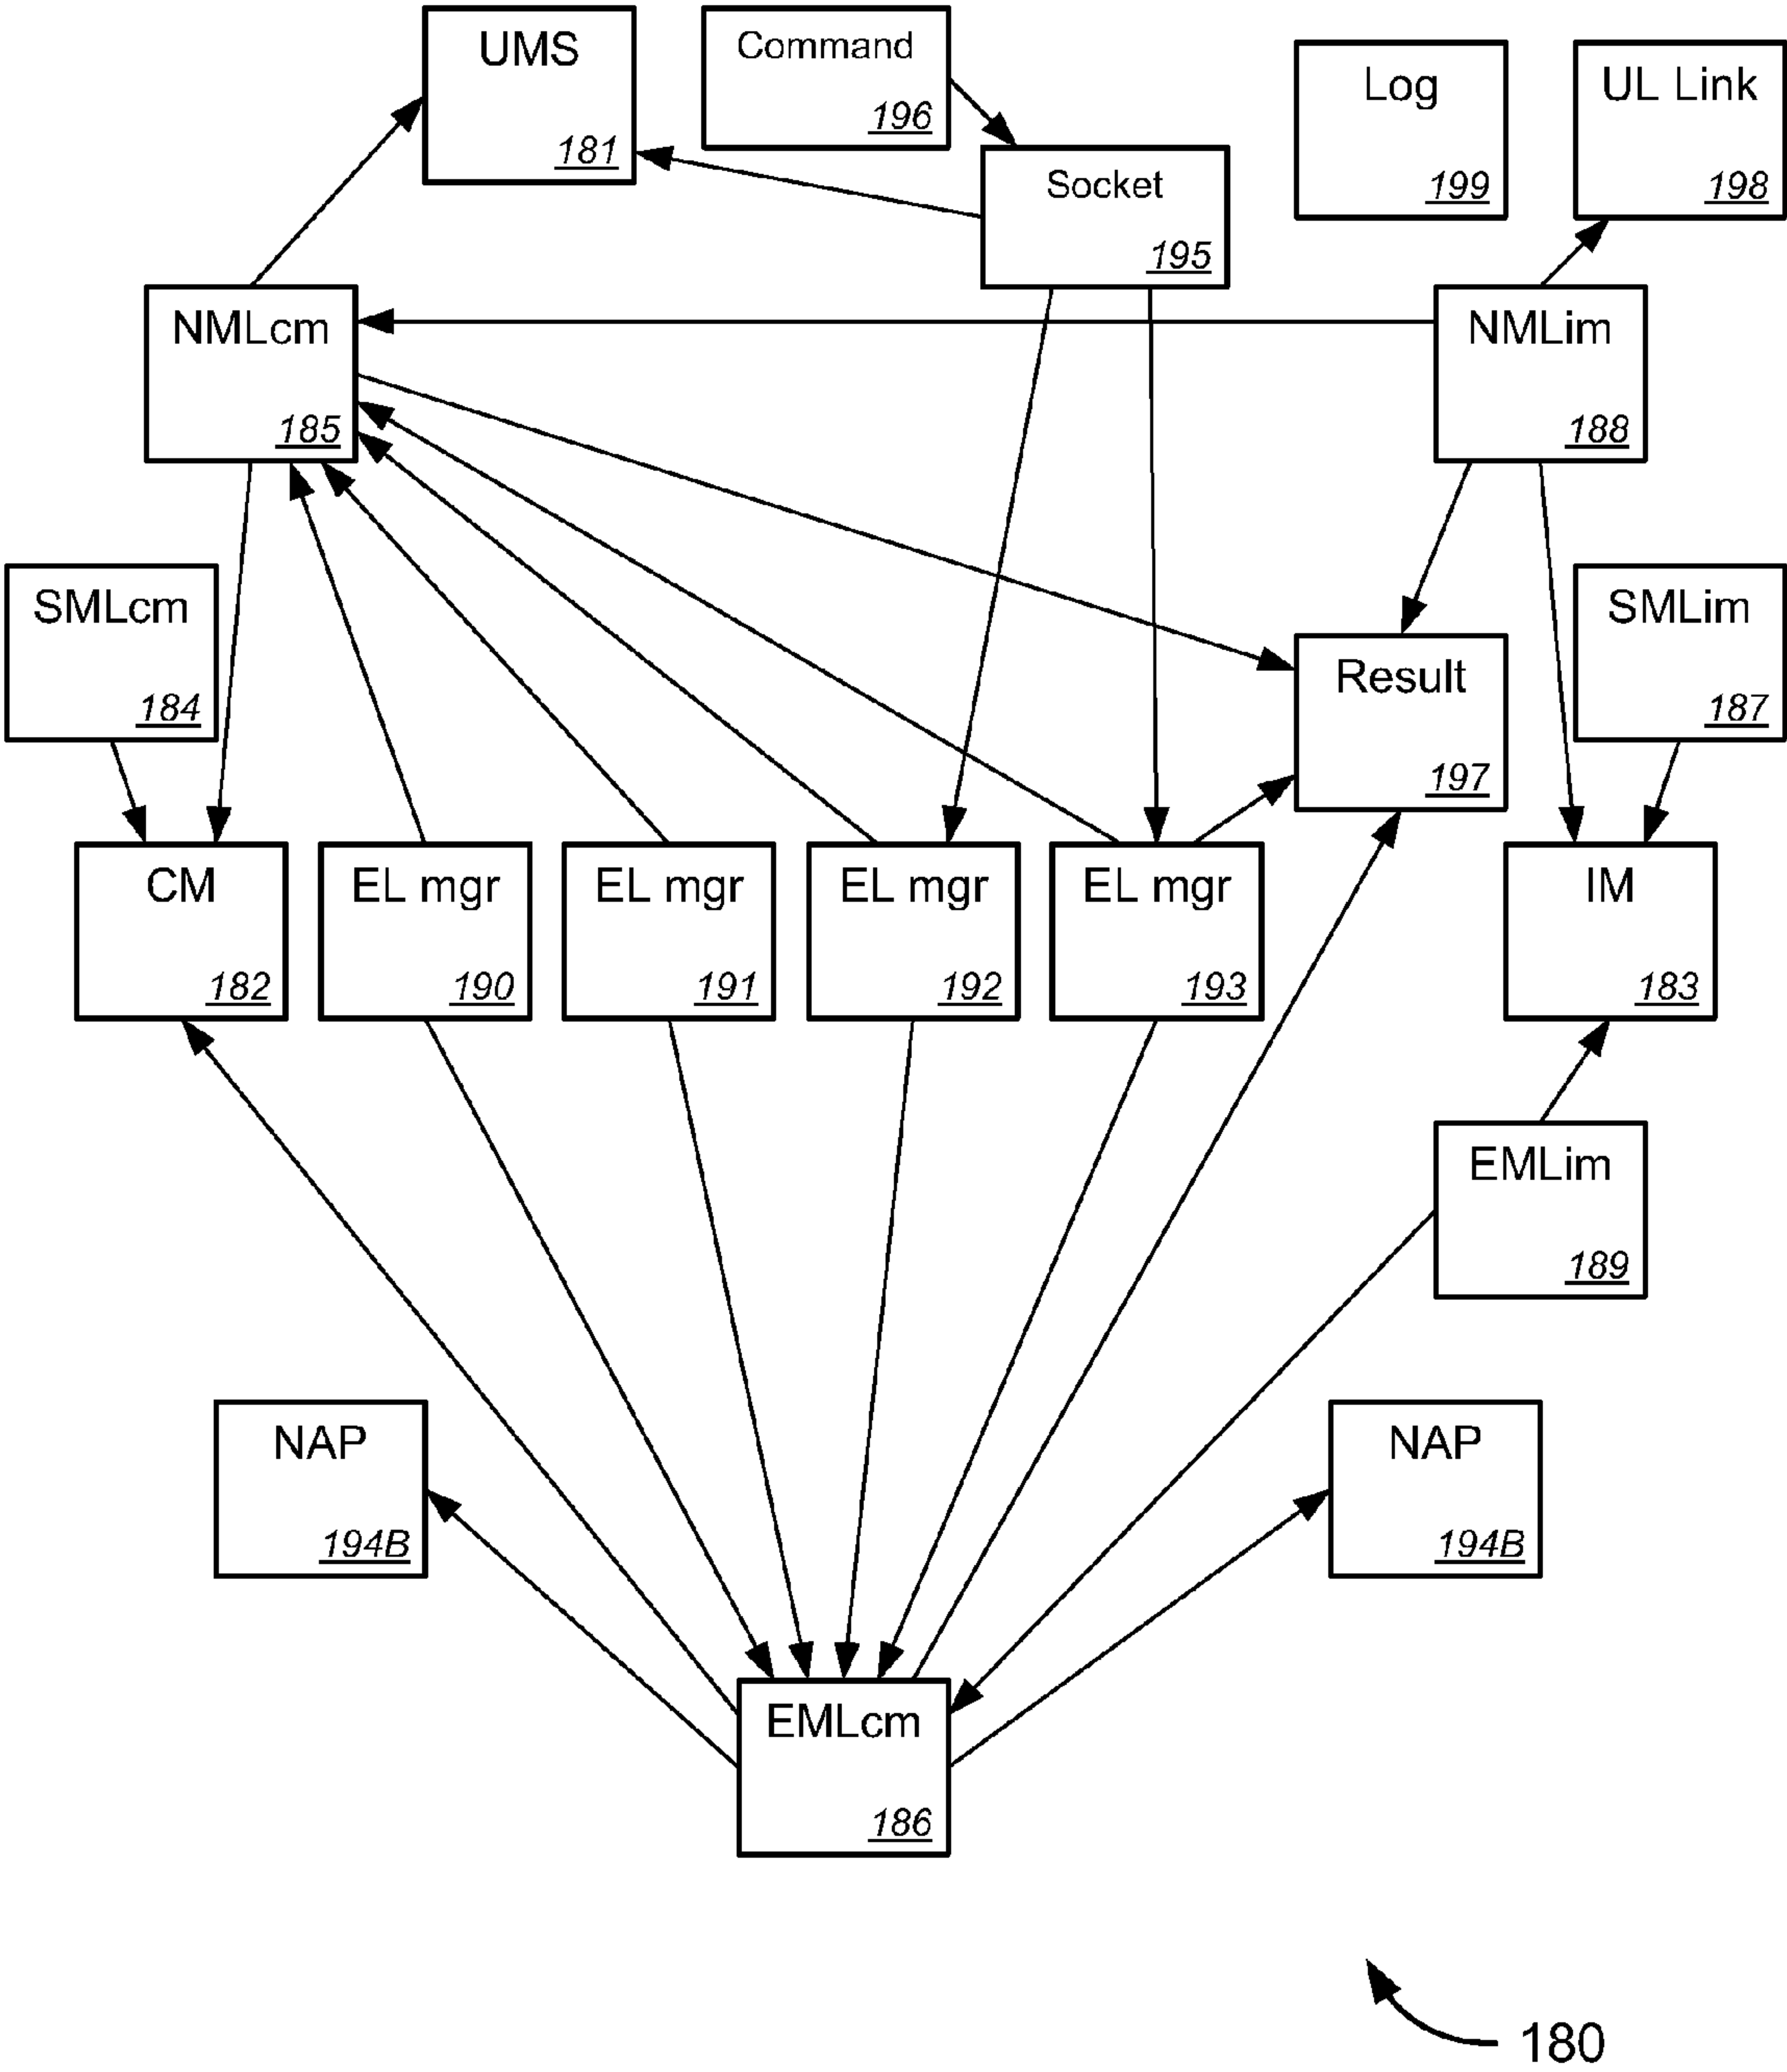 UMS
181
Command
196
Socket
195
Log
199
UL Link
198
NMLcm
185
NMLim
188
SMLcm
184
Result
197
SMLim
187
CM
182
EL mgr
190
EL mgr
191
EL mgr
192
EL mgr
193
IM
183
EMLim
189
NAP
194B
NAP
194B
EMLcm
186
180